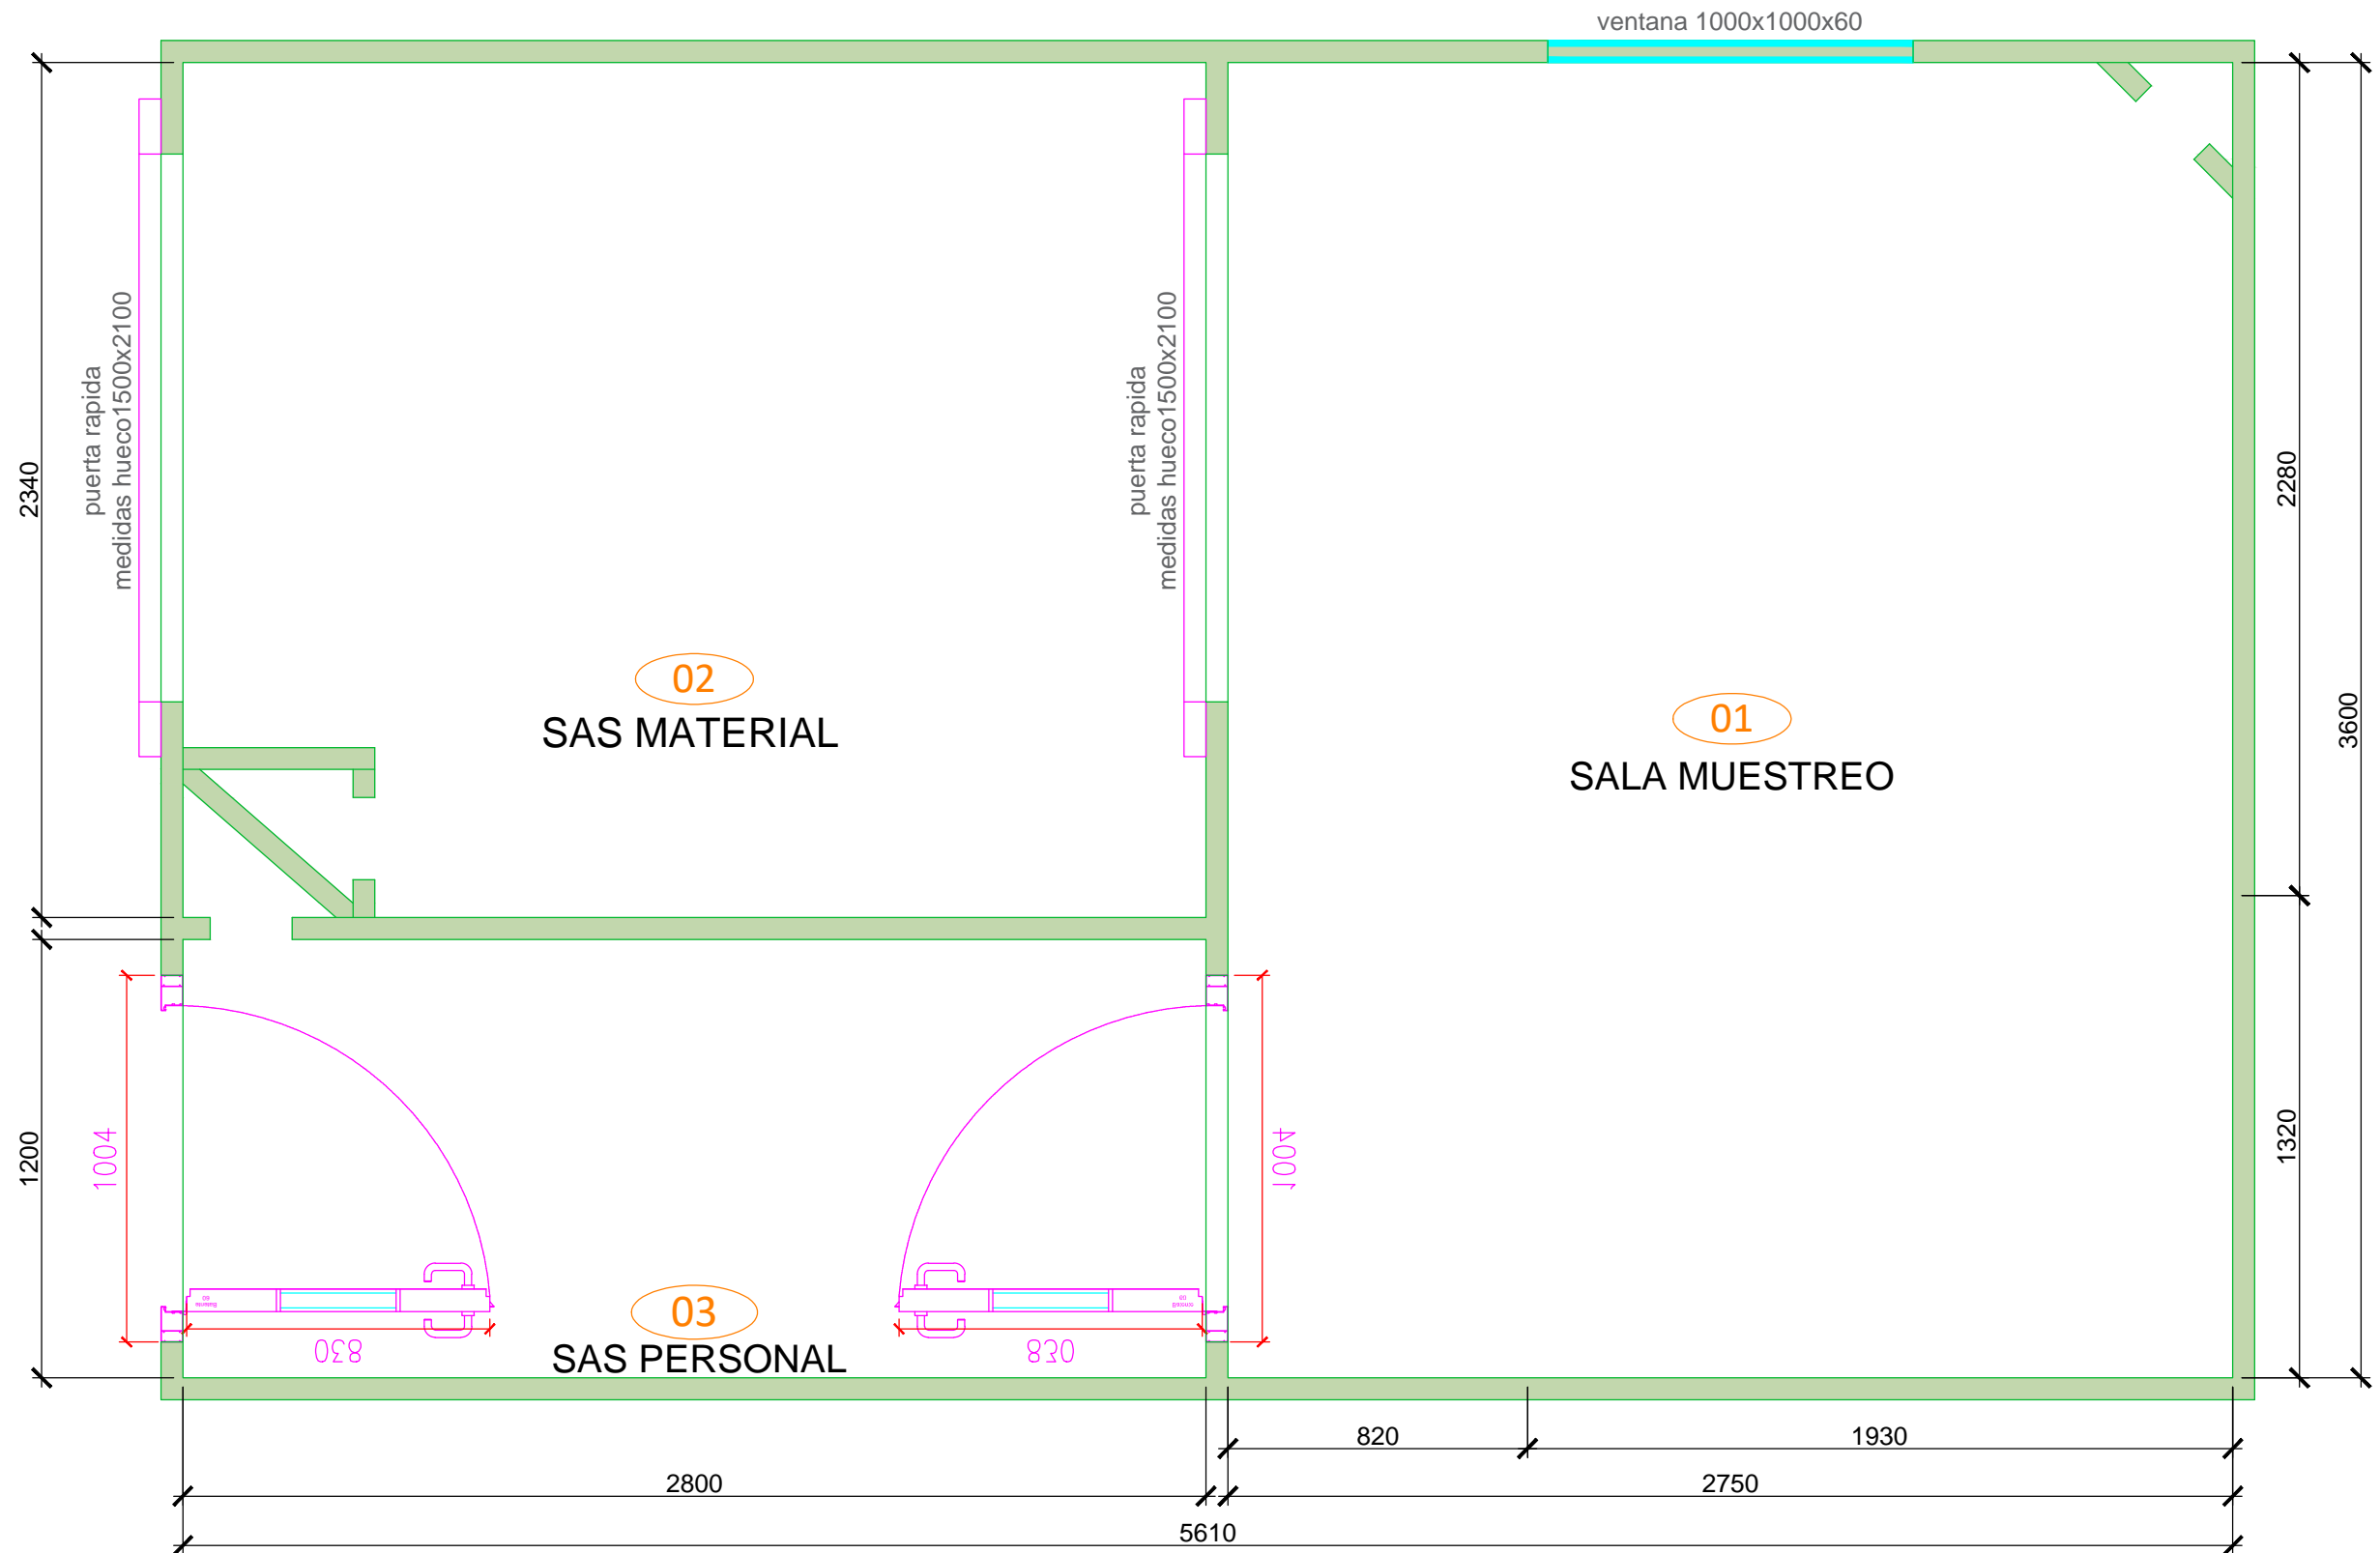 ventana 1000x1000x60
puerta rapida
medidas hueco1500x2100
puerta rapida
medidas hueco1500x2100
2340
2280
3600
02
SAS MATERIAL
01
SALA MUESTREO
1200
1004
1004
1320
830
03
SAS PERSONAL
830
820
1930
2800
2750
5610